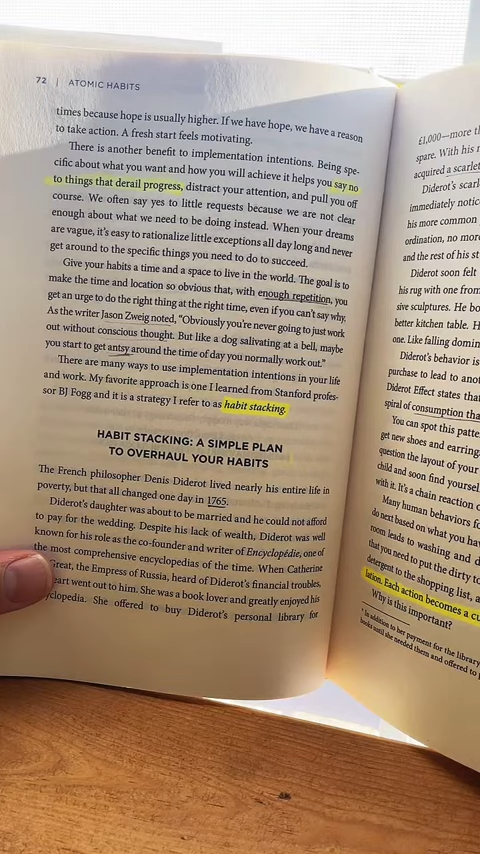 72 | ATOMIC HABITS
times because hope is usually higher. If we have hope, we have a reason
to take action. A fresh start feels motivating.
There is another benefit to implementation intentions. Being spe-
cific about what you want and how you will achieve it helps you say no
to things that derail progress, distract your attention, and pull you off
course. We often say yes to little requests because we are not clear
enough about what we need to be doing instead. When your dreams
are vague, it's easy to rationalize little exceptions all day long and never
get around to the specific things you need to do to succeed.
Give your habits a time and a space to live in the world. The goal is to
make the time and location so obvious that, with enough repetition, you
get an urge to do the right thing at the right time, even if you can't say why.
As the writer Jason Zweig noted, "Obviously you're never going to just work
out without conscious thought. But like a dog salivating at a bell, maybe
you start to get antsy around the time of day you normally work out."
There are many ways to use implementation intentions in your life
and work. My favorite approach is one I learned from Stanford profes-
sor BJ Fogg and it is a strategy I refer to as habit stacking.
HABIT STACKING: A SIMPLE PLAN
TO OVERHAUL YOUR HABITS
The French philosopher Denis Diderot lived nearly his entire life in
poverty, but that all changed one day in 1765.
Diderot's daughter was about to be married and he could not afford
to pay for the wedding. Despite his lack of wealth, Diderot was well
known for his role as the co-founder and writer of Encyclopédie, one of
the most comprehensive encyclopedias of the time. When Catherine
Great, the Empress of Russia, heard of Diderot's financial troubles,
heart went out to him. She was a book lover and greatly enjoyed his
yclopedia. She offered to buy Diderot's personal library for
£1,000—more
spare. With his
acquired a scarlet
Diderot's scarl
immediately notic
his more common
ordination, no mor
and the rest of his
Diderot soon felt
his rug with one from
sive sculptures. He bo
better kitchen table. H
one. Like falling domin
Diderot's behavior is
purchase to lead to anot
Diderot Effect states that
spiral of consumption tha
You can spot this patte
get new shoes and earring
question the layout of your
child and soon find yourself
with it. It's a chain reaction
Many human behaviors fo
do next based on what you ha
room leads to washing and d
that you need to put the dirty
detergent to the shopping list, a
lation. Each action becomes a cu
Why is this important?
* In addition to her payment for the library
books until she needed them and offered to